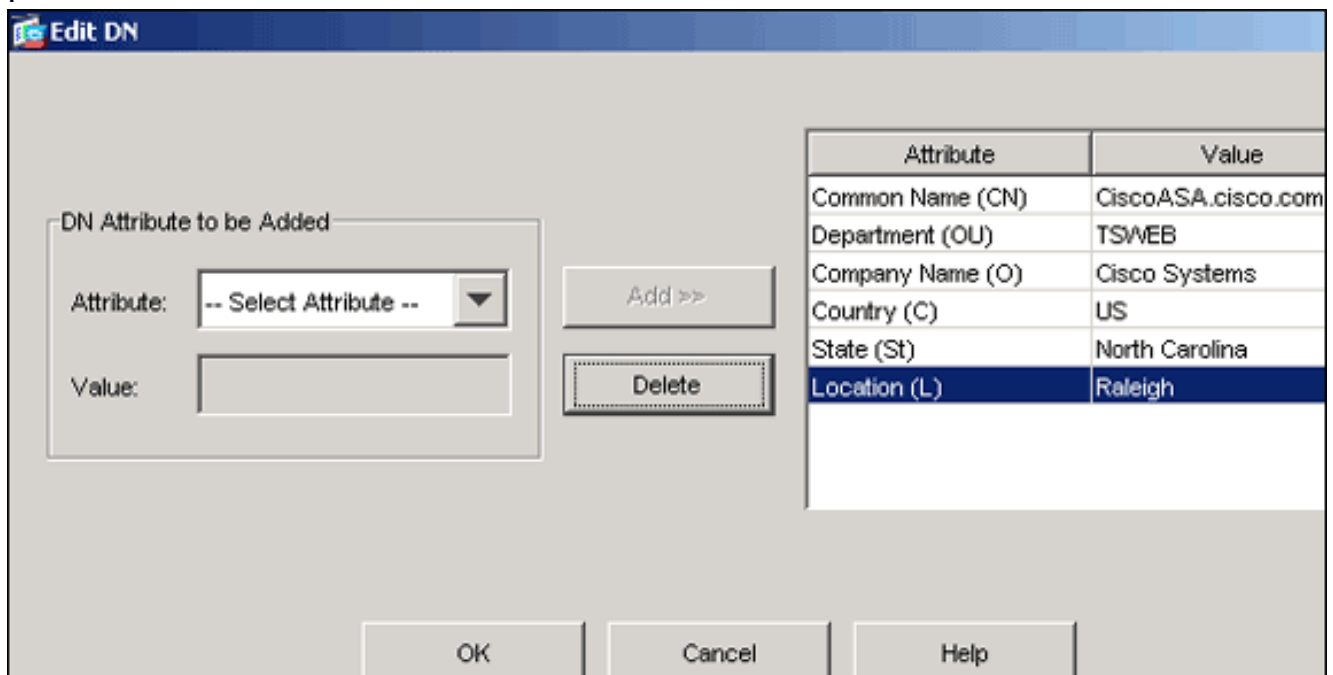 Edit DN
DN Attribute to be Added
Attribute:
-- Select Attribute --
Value:
Add >>
Delete
Attribute Value
Common Name (CN) CiscoASA.cisco.com
Department (OU) TSWEB
Company Name (O) Cisco Systems
Country (C) US
State (St) North Carolina
Location (L) Raleigh
OK Cancel Help